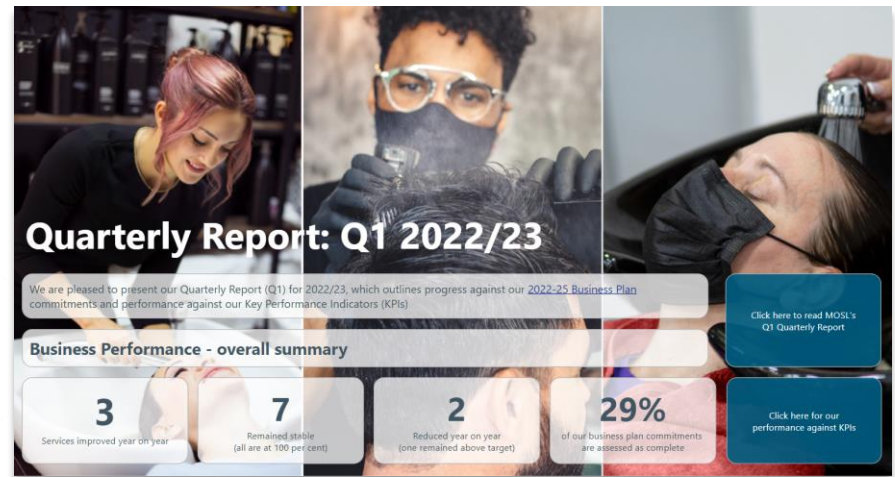 Quarterly Report: Q1 2022/23
We are pleased to present our Quarterly Report (Q1) for 2022/23, which outlines progress against our 2022-25 Business Plan
commitments and performance against our Key Performance Indicators (KPIs)
Click here to read MOSL's
Q1 Quarterly Report
Business Performance - overall summary
3
Services improved year on year
7
Remained stable
(all are at 100 per cent)
2
Reduced year on year
(one remained above target)
29%
of our business plan commitments
are assessed as complete
Click here for our
performance against KPIs